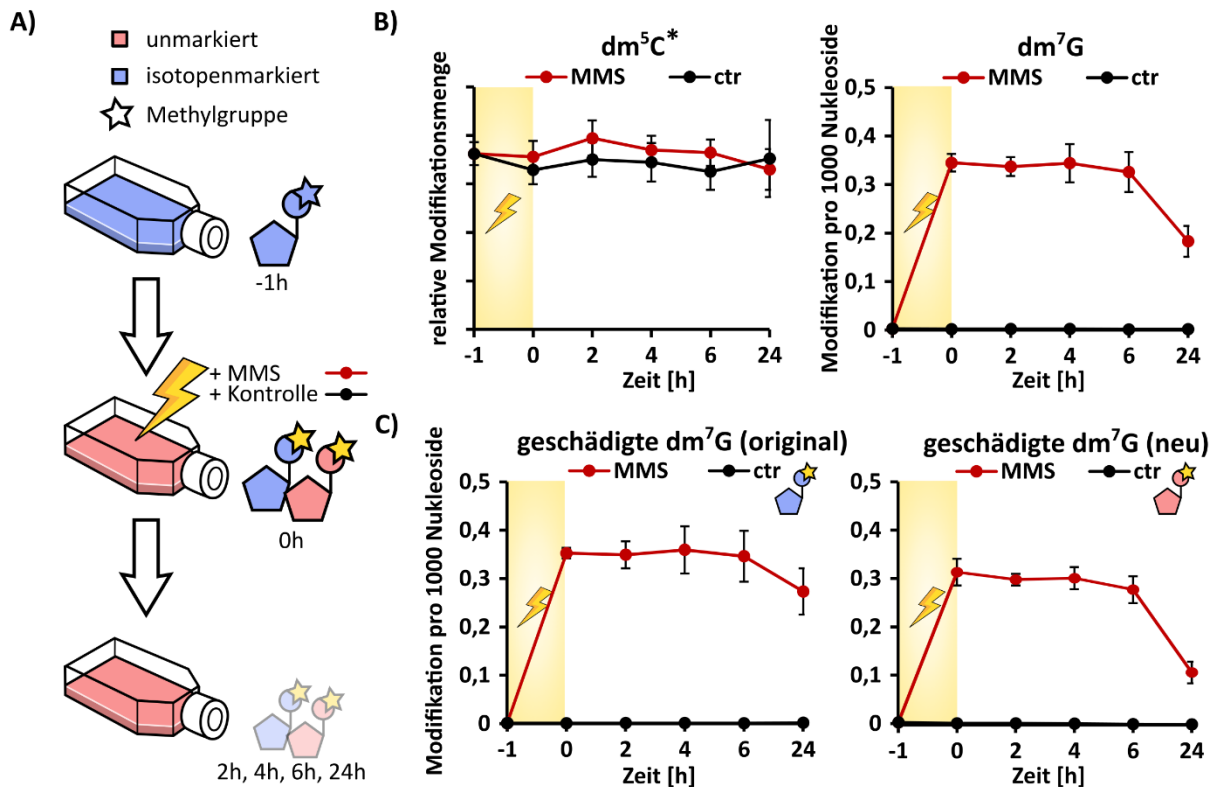 A)
unmarkiert
isotopenmarkiert
Methylgruppe
-1h
+ MMS
+ Kontrolle
0h
2h, 4h, 6h, 24h
B)
dm⁵C*
MMS ctr
relative Modifikationsmenge
-1 0 2 4 6 24
Zeit [h]
dm⁷G
MMS ctr
Modifikation pro 1000 Nukleoside
0,5
0,4
0,3
0,2
0,1
0
-1 0 2 4 6 24
Zeit [h]
C)
geschädigte dm⁷G (original)
MMS ctr
Modifikation pro 1000 Nukleoside
0,5
0,4
0,3
0,2
0,1
0
-1 0 2 4 6 24
Zeit [h]
geschädigte dm⁷G (neu)
MMS ctr
0,5
0,4
0,3
0,2
0,1
0
-1 0 2 4 6 24
Zeit [h]